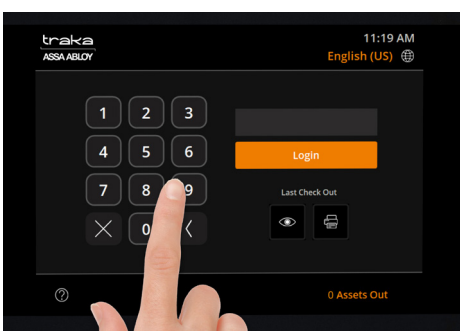 traka
ASSA ABLOY
11:19 AM
English (US)
1 2 3
4 5 6
Login
7 8 9
Last Check Out
0
0 Assets Out